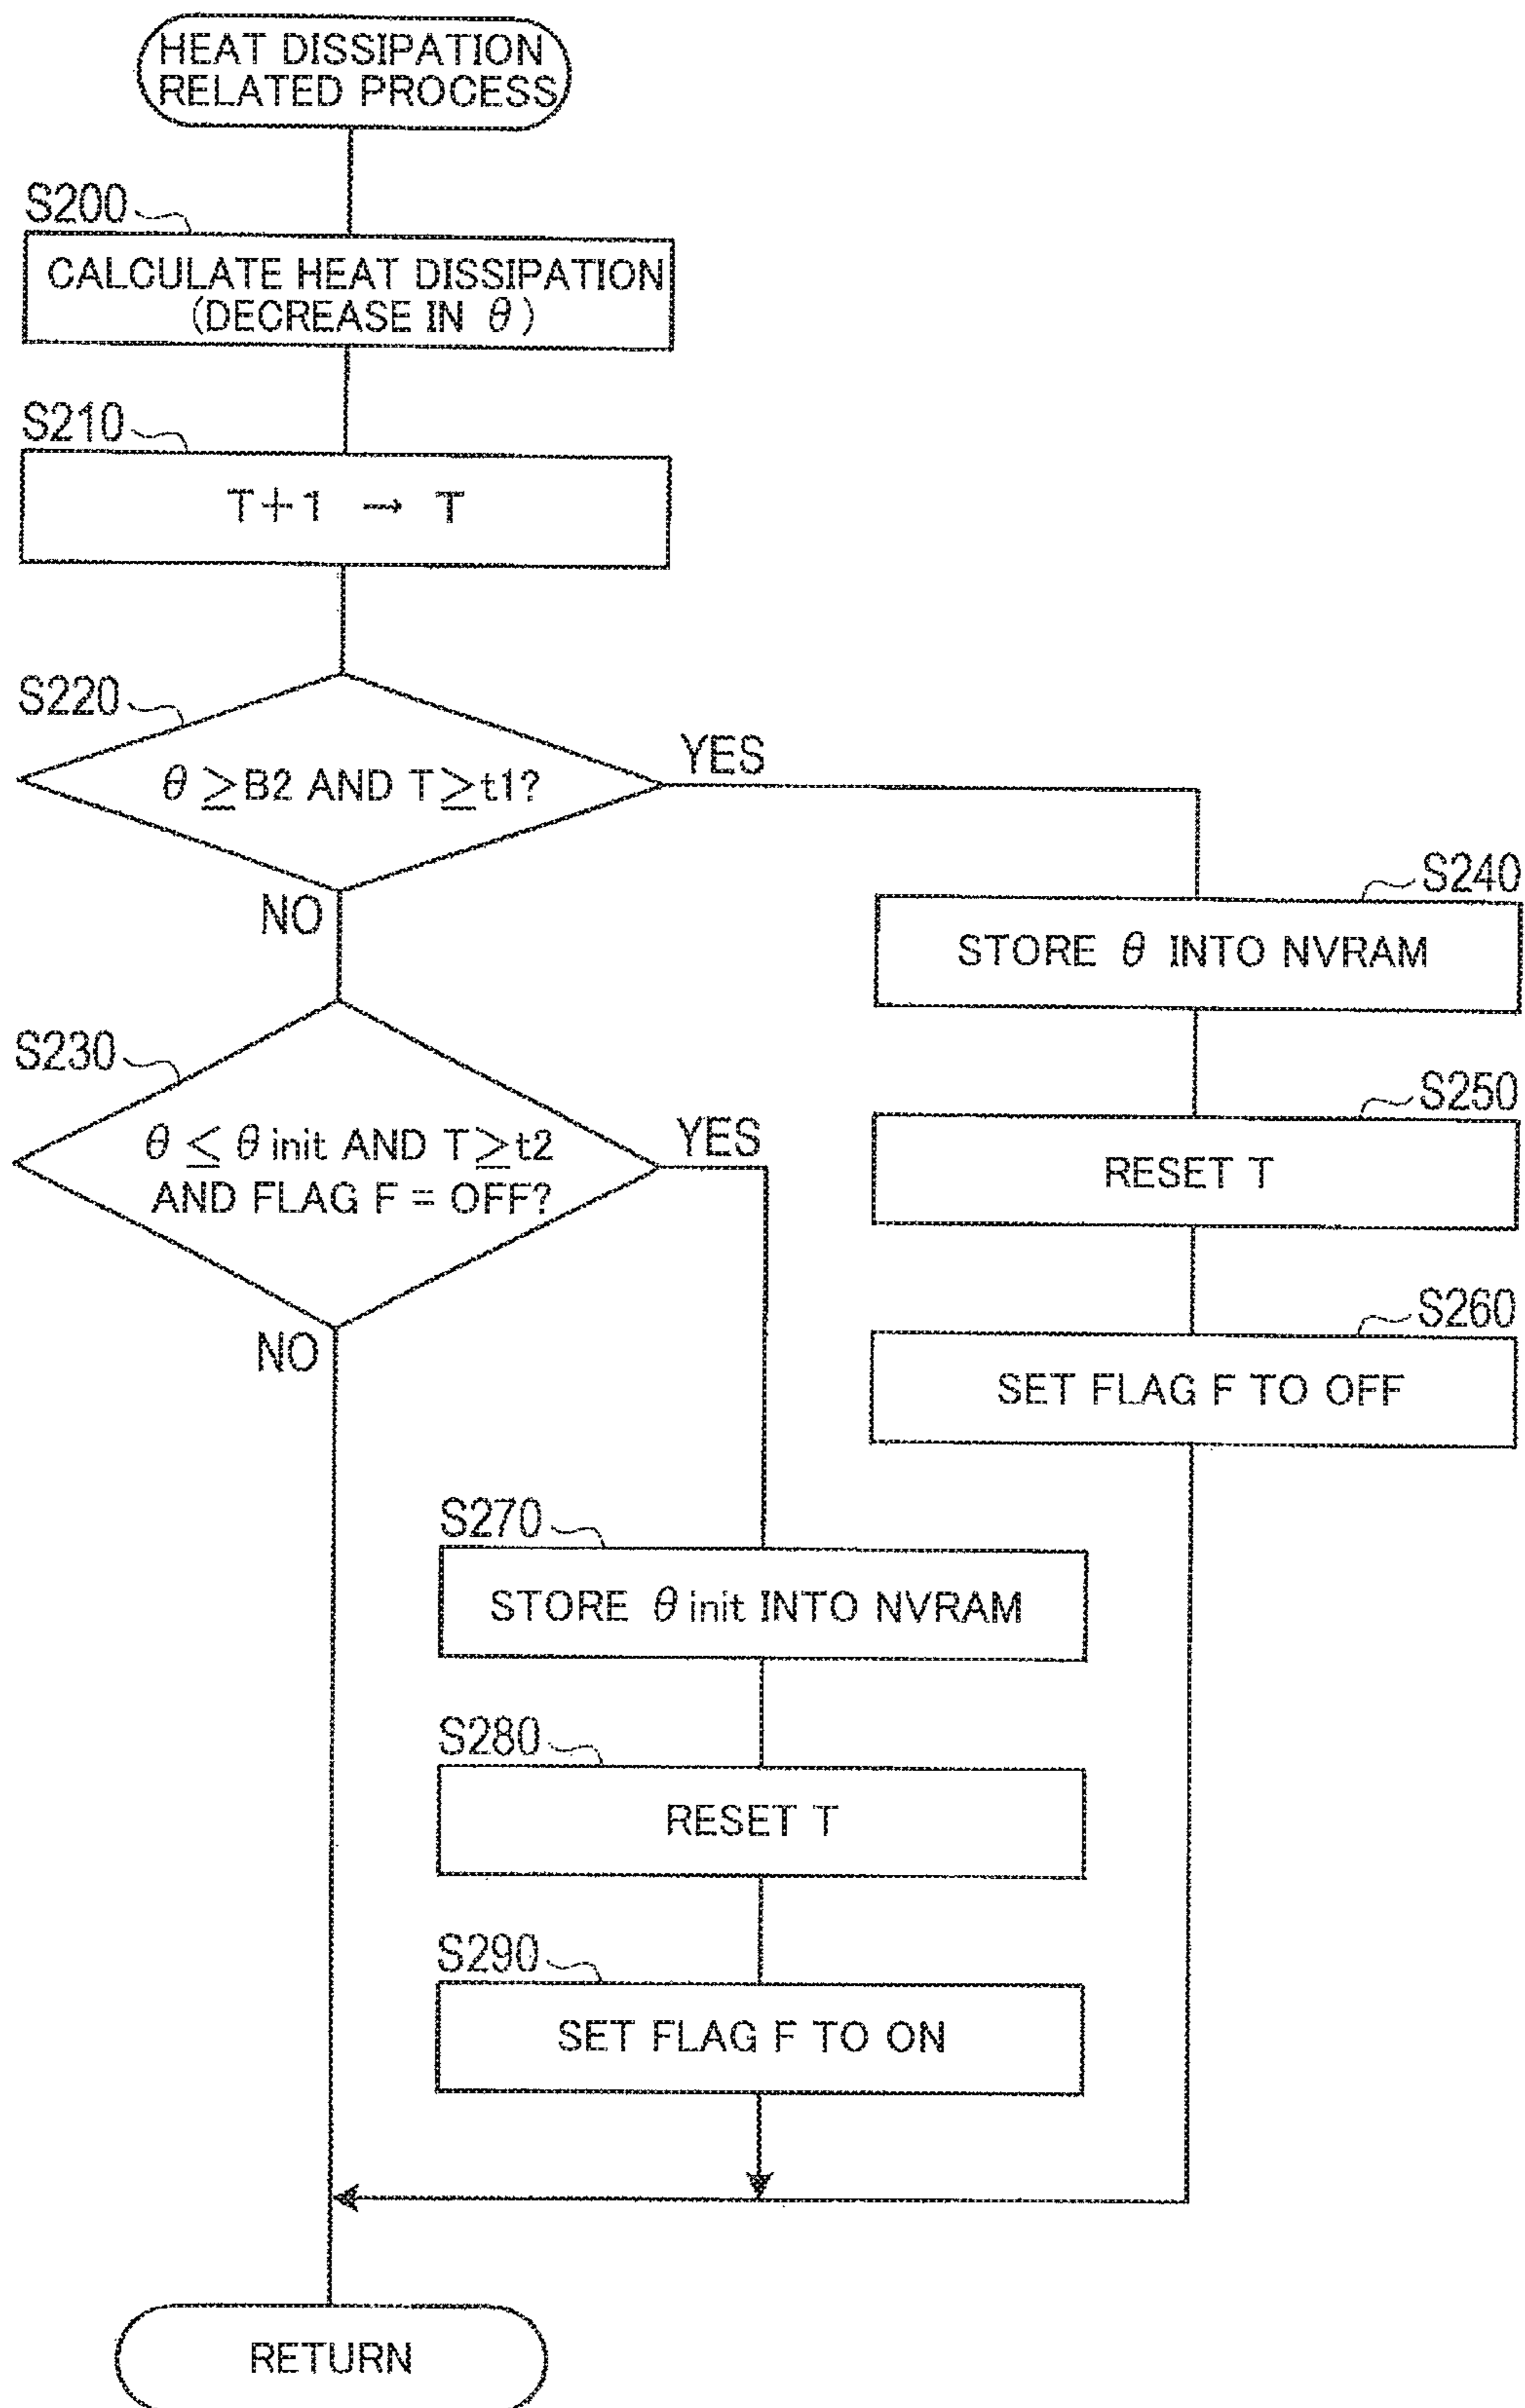 HEAT DISSIPATION
RELATED PROCESS
S200
CALCULATE HEAT DISSIPATION
(DECREASE IN θ)
S210
T+1 → T
S220
θ ≧ B2 AND T ≧ t1?
YES
NO
S240
STORE θ INTO NVRAM
S230
θ ≦ θ init AND T ≧ t2
AND FLAG F = OFF?
YES
NO
S250
RESET T
S260
SET FLAG F TO OFF
S270
STORE θ init INTO NVRAM
S280
RESET T
S290
SET FLAG F TO ON
RETURN